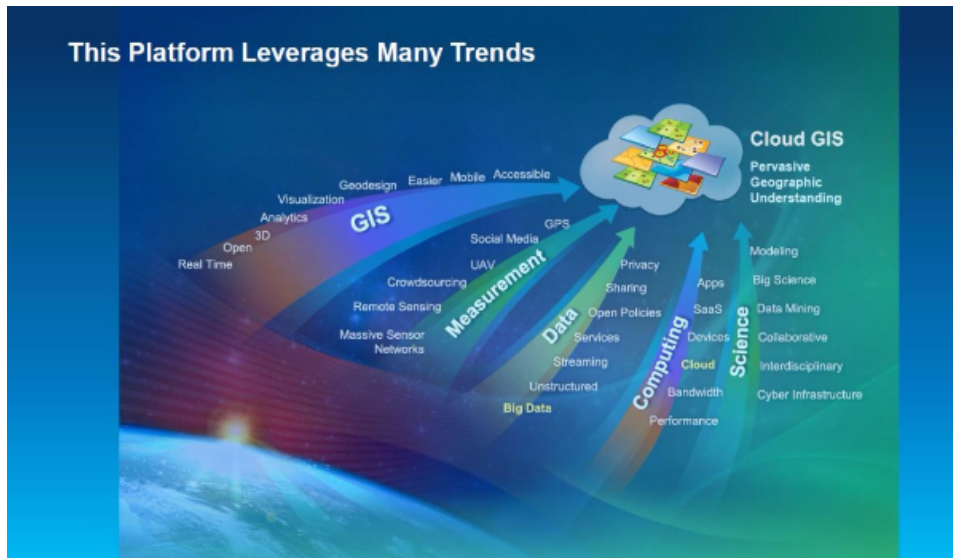 This Platform Leverages Many Trends
Cloud GIS
Pervasive
Geographic
Understanding
GIS
Real Time
Open
3D
Analytics
Visualization
Geodesign
Easier
Mobile
Accessible
Measurement
GPS
Social Media
UAV
Crowdsourcing
Remote Sensing
Massive Sensor
Networks
Data
Privacy
Sharing
Open Policies
Services
Streaming
Unstructured
Big Data
Computing
Apps
SaaS
Devices
Cloud
Bandwidth
Performance
Science
Modeling
Big Science
Data Mining
Collaborative
Interdisciplinary
Cyber Infrastructure